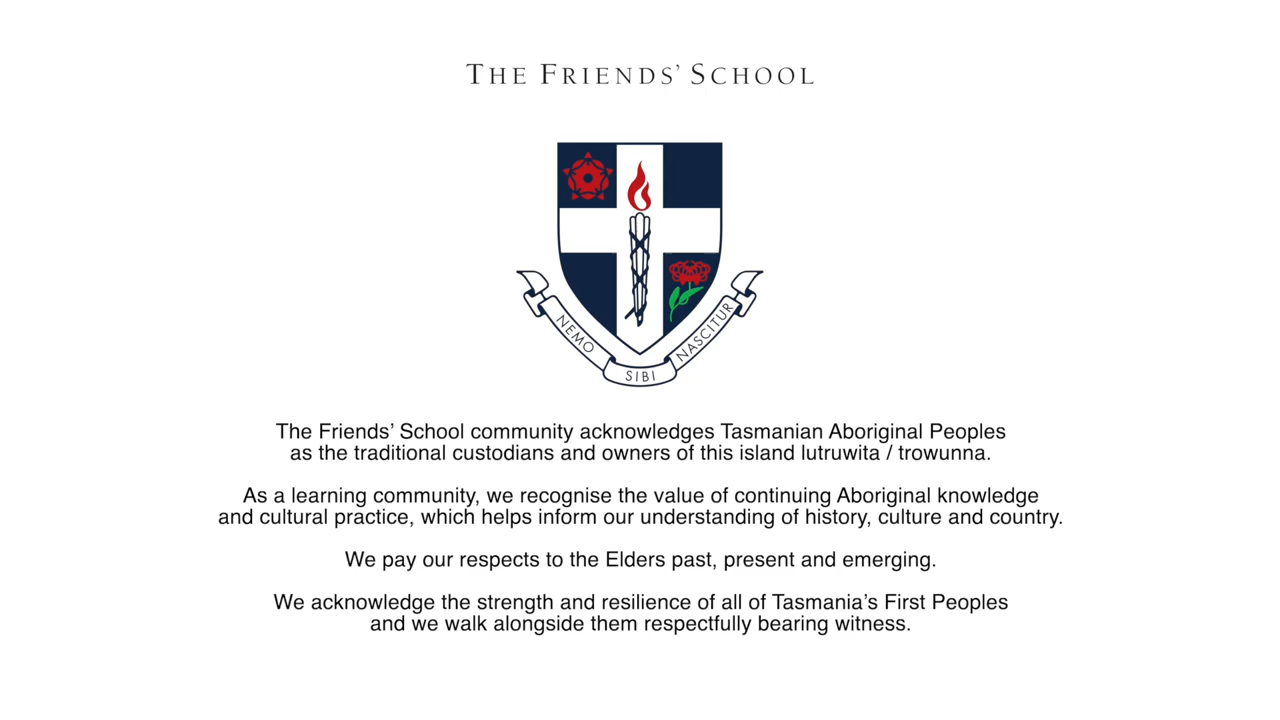 THE FRIENDS’ SCHOOL
NEMO
SIBI
NASCITUR
The Friends’ School community acknowledges Tasmanian Aboriginal Peoples
as the traditional custodians and owners of this island lutruwita / trowunna.
As a learning community, we recognise the value of continuing Aboriginal knowledge
and cultural practice, which helps inform our understanding of history, culture and country.
We pay our respects to the Elders past, present and emerging.
We acknowledge the strength and resilience of all of Tasmania’s First Peoples
and we walk alongside them respectfully bearing witness.